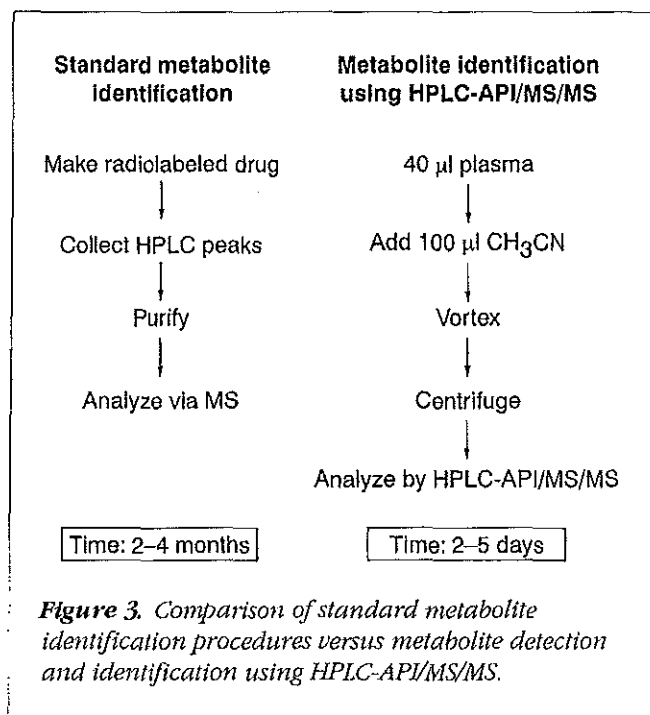 Standard metabolite
identification
Make radiolabeled drug
Collect HPLC peaks
Purify
Analyze via MS
Time: 2–4 months
Metabolite identification
using HPLC-API/MS/MS
40 µl plasma
Add 100 µl CH₃CN
Vortex
Centrifuge
Analyze by HPLC-API/MS/MS
Time: 2–5 days
Figure 3. Comparison of standard metabolite
identification procedures versus metabolite detection
and identification using HPLC-API/MS/MS.